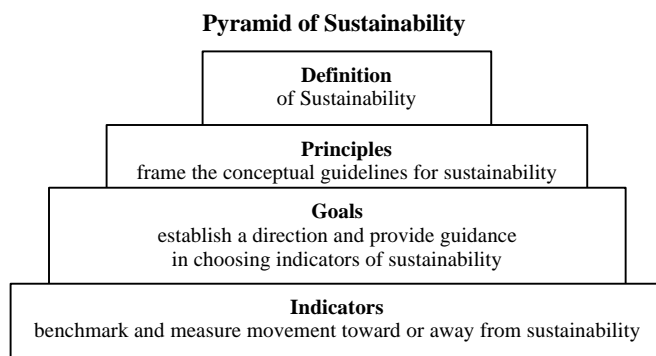 Pyramid of Sustainability
Definition
of Sustainability
Principles
frame the conceptual guidelines for sustainability
Goals
establish a direction and provide guidance
in choosing indicators of sustainability
Indicators
benchmark and measure movement toward or away from sustainability